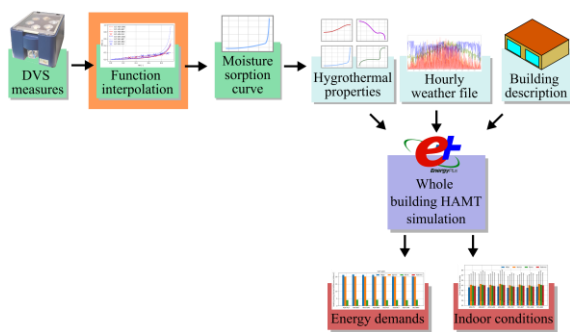 DVS
measures
Function
interpolation
Moisture
sorption
curve
Hygrothermal
properties
Hourly
weather file
Building
description
e+
EnergyPlus
Whole
building HAMT
simulation
Energy demands
Indoor conditions